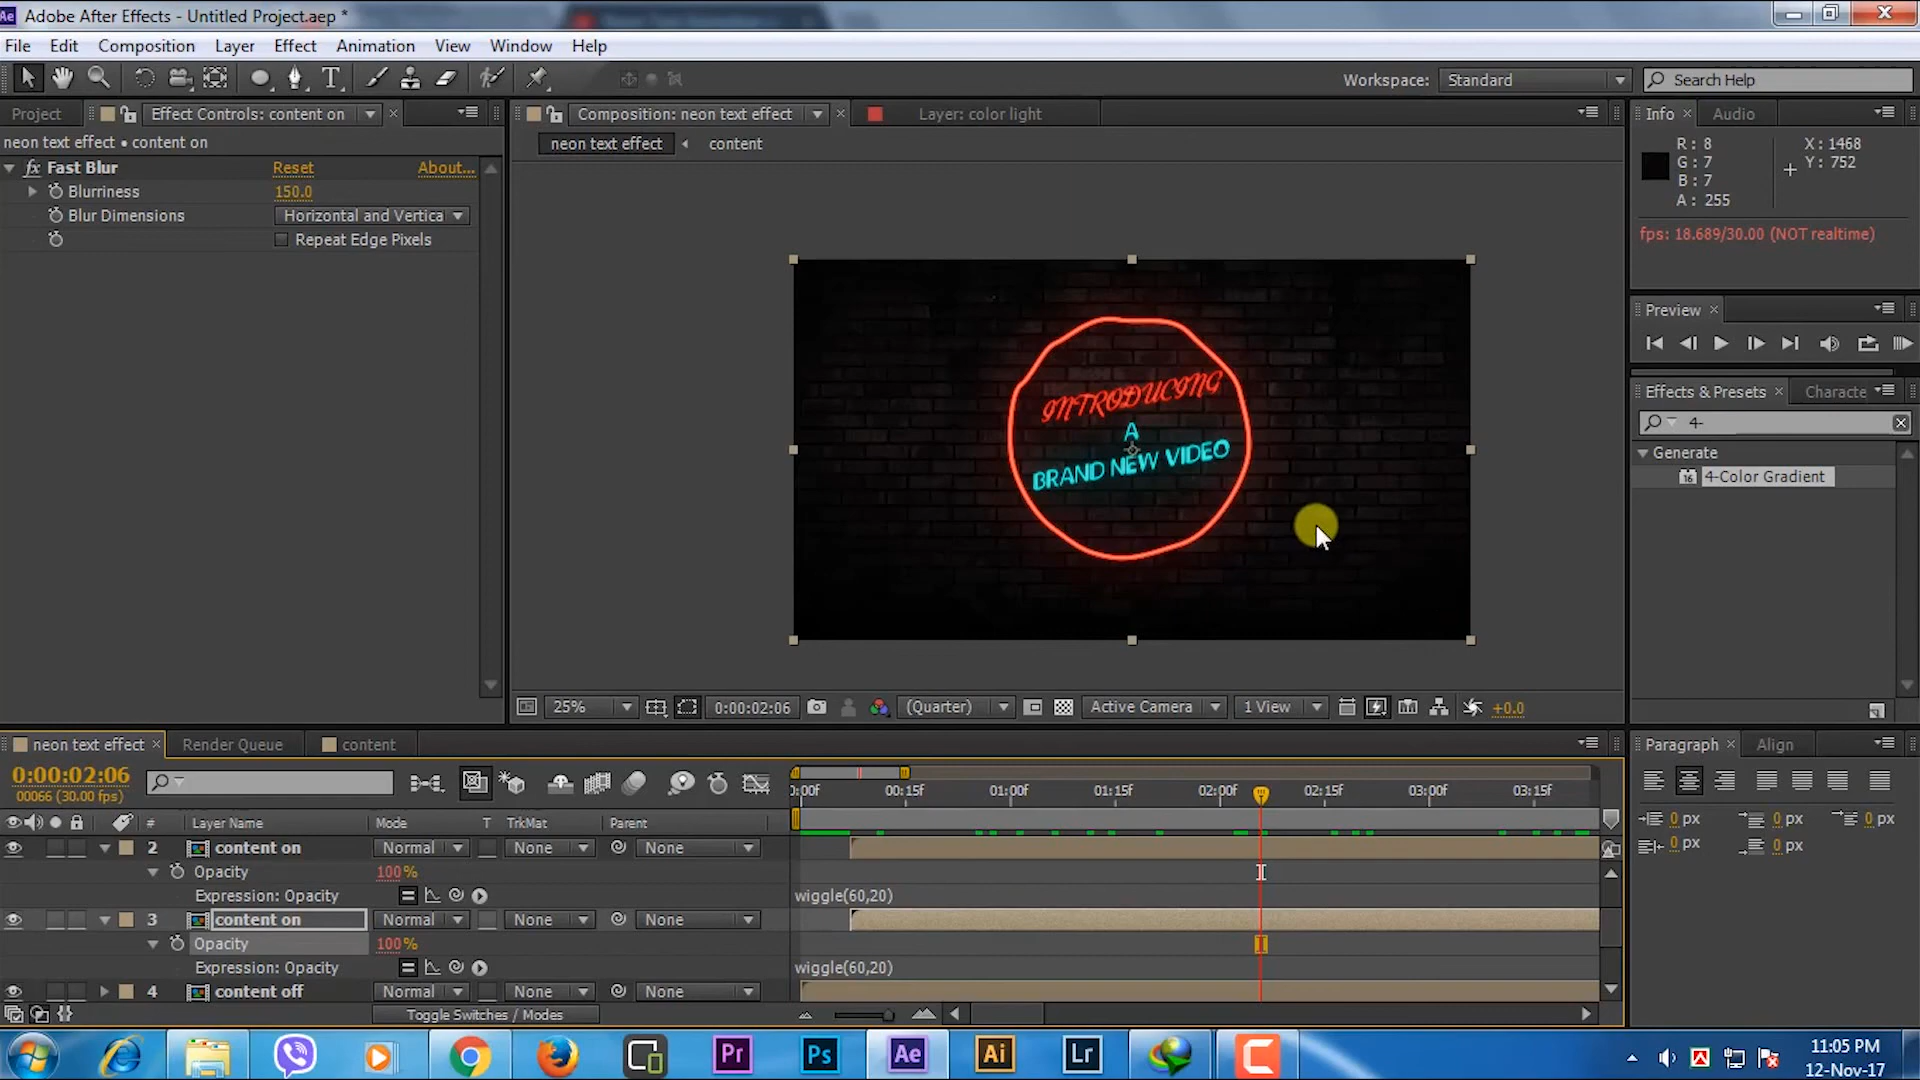 Adobe After Effects - Untitled Project.aep *
File Edit Composition Layer Effect Animation View Window Help
Workspace: Standard Search Help
Project Effect Controls: content on Composition: neon text effect Layer: color light Info Audio
neon text effect • content on neon text effect content
R: 8
G: 7
B: 7
A: 255
X: 1468
Y: 752
fps: 18.689/30.00 (NOT realtime)
fx Fast Blur Reset About...
Blurriness 150.0
Blur Dimensions Horizontal and Vertica
Repeat Edge Pixels
INTRODUCING
A
BRAND NEW VIDEO
Preview
Effects & Presets Characte
4-
Generate
16 4-Color Gradient
25% 0:00:02:06 (Quarter) Active Camera 1 View +0.0
neon text effect Render Queue content
Paragraph Align
0:00:02:06
00066 (30.00 fps)
0:00f 00:15f 01:00f 01:15f 02:00f 02:15f 03:00f 03:15f
# Layer Name Mode T TrkMat Parent
2 content on Normal None None
Opacity 100%
Expression: Opacity wiggle(60,20)
3 content on Normal None None
Opacity 100%
Expression: Opacity wiggle(60,20)
4 content off Normal None None
Toggle Switches / Modes
0 px 0 px 0 px
0 px 0 px
Pr Ps Ae Ai Lr
11:05 PM
12-Nov-17